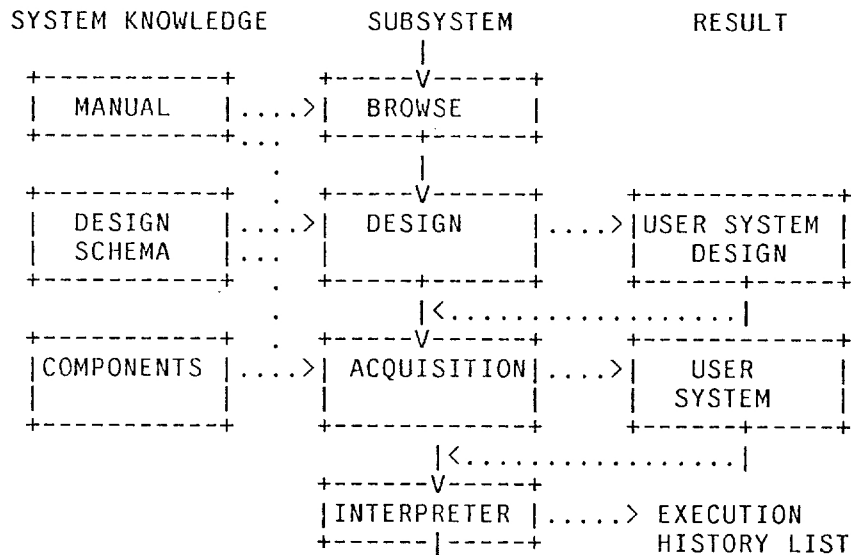 SYSTEM KNOWLEDGE SUBSYSTEM RESULT
MANUAL BROWSE
DESIGN DESIGN USER SYSTEM
SCHEMA DESIGN
COMPONENTS ACQUISITION USER
SYSTEM
INTERPRETER EXECUTION
HISTORY LIST